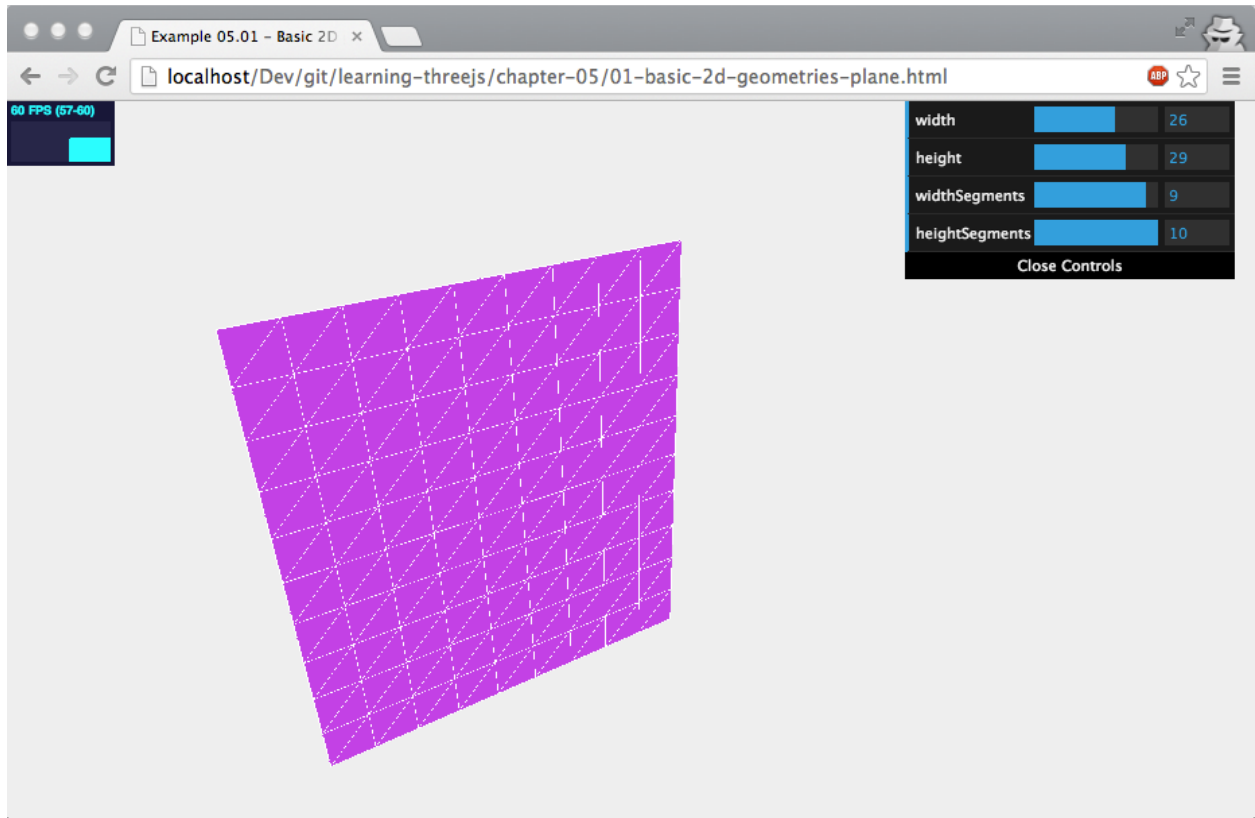 Example 05.01 - Basic 2D
localhost/Dev/git/learning-threejs/chapter-05/01-basic-2d-geometries-plane.html
ABP
60 FPS (57-60)
width 26
height 29
widthSegments 9
heightSegments 10
Close Controls